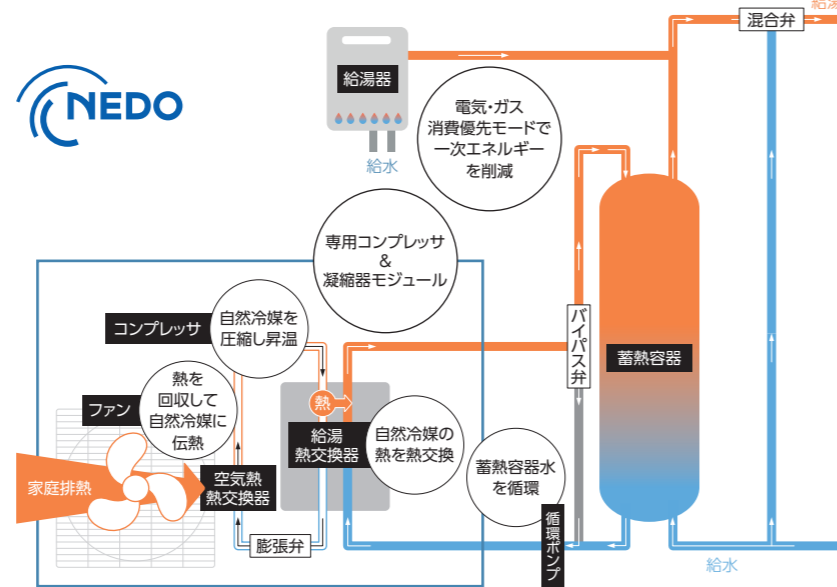 給湯
混合弁
給湯器
NEDO
電気・ガス
消費優先モードで
一次エネルギー
を削減
給水
専用コンプレッサ
&
凝縮器モジュール
コンプレッサ
自然冷媒を
圧縮し昇温
バイパス弁
蓄熱容器
ファン
熱を
回収して
自然冷媒に
伝熱
熱
給湯
熱交換器
自然冷媒の
熱を熱交換
家庭排熱
空気熱
熱交換器
蓄熱容器水
を循環
膨張弁
循環ポンプ
給水